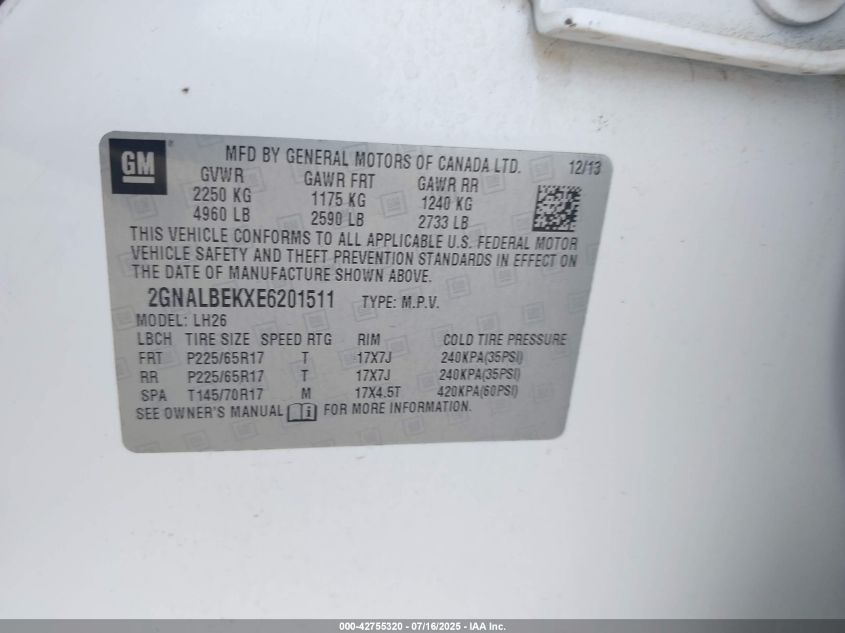 GM
MFD BY GENERAL MOTORS OF CANADA LTD. 12/13
GVWR GAWR FRT GAWR RR
2250 KG 1175 KG 1240 KG
4960 LB 2590 LB 2733 LB
THIS VEHICLE CONFORMS TO ALL APPLICABLE U.S. FEDERAL MOTOR
VEHICLE SAFETY AND THEFT PREVENTION STANDARDS IN EFFECT ON
THE DATE OF MANUFACTURE SHOWN ABOVE.
2GNALBEKXE6201511 TYPE: M.P.V.
MODEL: LH26
LBCH TIRE SIZE SPEED RTG RIM COLD TIRE PRESSURE
FRT P225/65R17 T 17X7J 240KPA(35PSI)
RR P225/65R17 T 17X7J 240KPA(35PSI)
SPA T145/70R17 M 17X4.5T 420KPA(60PSI)
SEE OWNER'S MANUAL i FOR MORE INFORMATION.
000-42755320 - 07/16/2025 - IAA Inc.